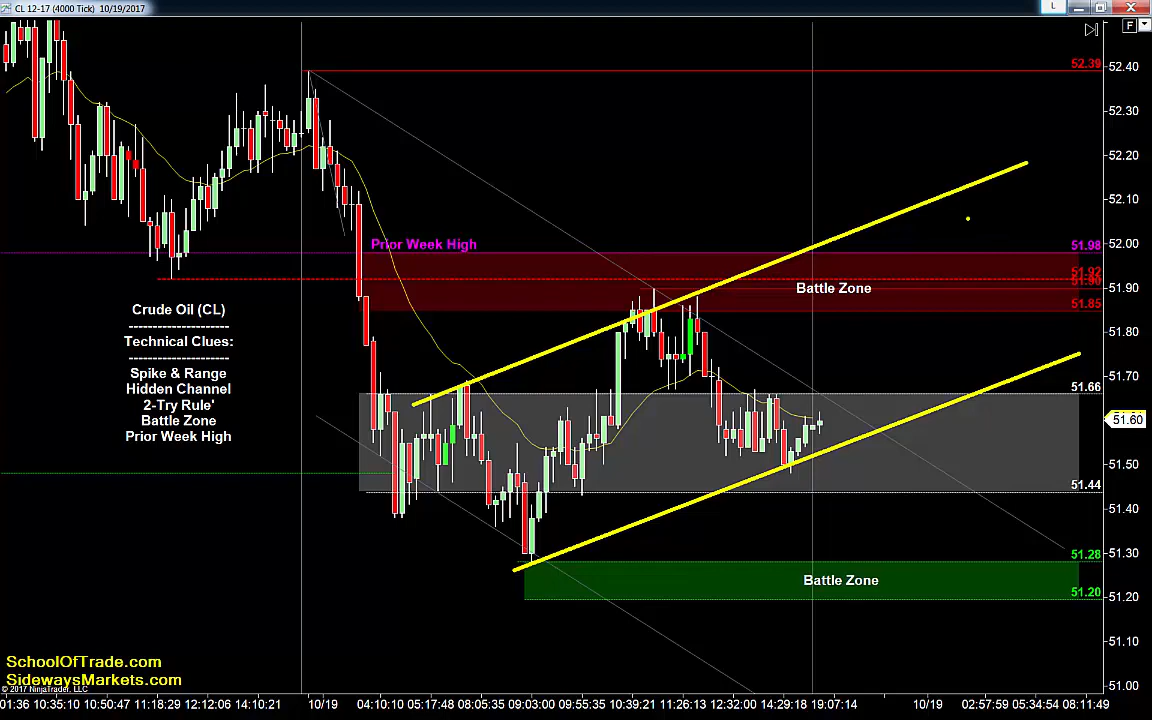 CL 12-17 (4000 Tick) 10/19/2017
L
F
52.39
52.40
52.30
52.20
52.10
52.00
51.90
51.80
51.70
51.60
51.50
51.40
51.30
51.20
51.10
51.00
Prior Week High
51.98
51.92
51.90
51.85
Battle Zone
51.66
51.44
51.28
51.20
Battle Zone
Crude Oil (CL)
---------------------
Technical Clues:
---------------------
Spike & Range
Hidden Channel
2-Try Rule'
Battle Zone
Prior Week High
SchoolOfTrade.com
SidewaysMarkets.com
© 2017 NinjaTrader, LLC
01:36 10:35:10 10:50:47 11:18:29 12:12:06 14:10:21 10/19 04:10:10 05:17:48 08:05:35 09:03:00 09:55:35 10:39:21 11:26:13 12:32:00 14:29:18 19:07:14 10/19 02:57:59 05:34:54 08:11:49